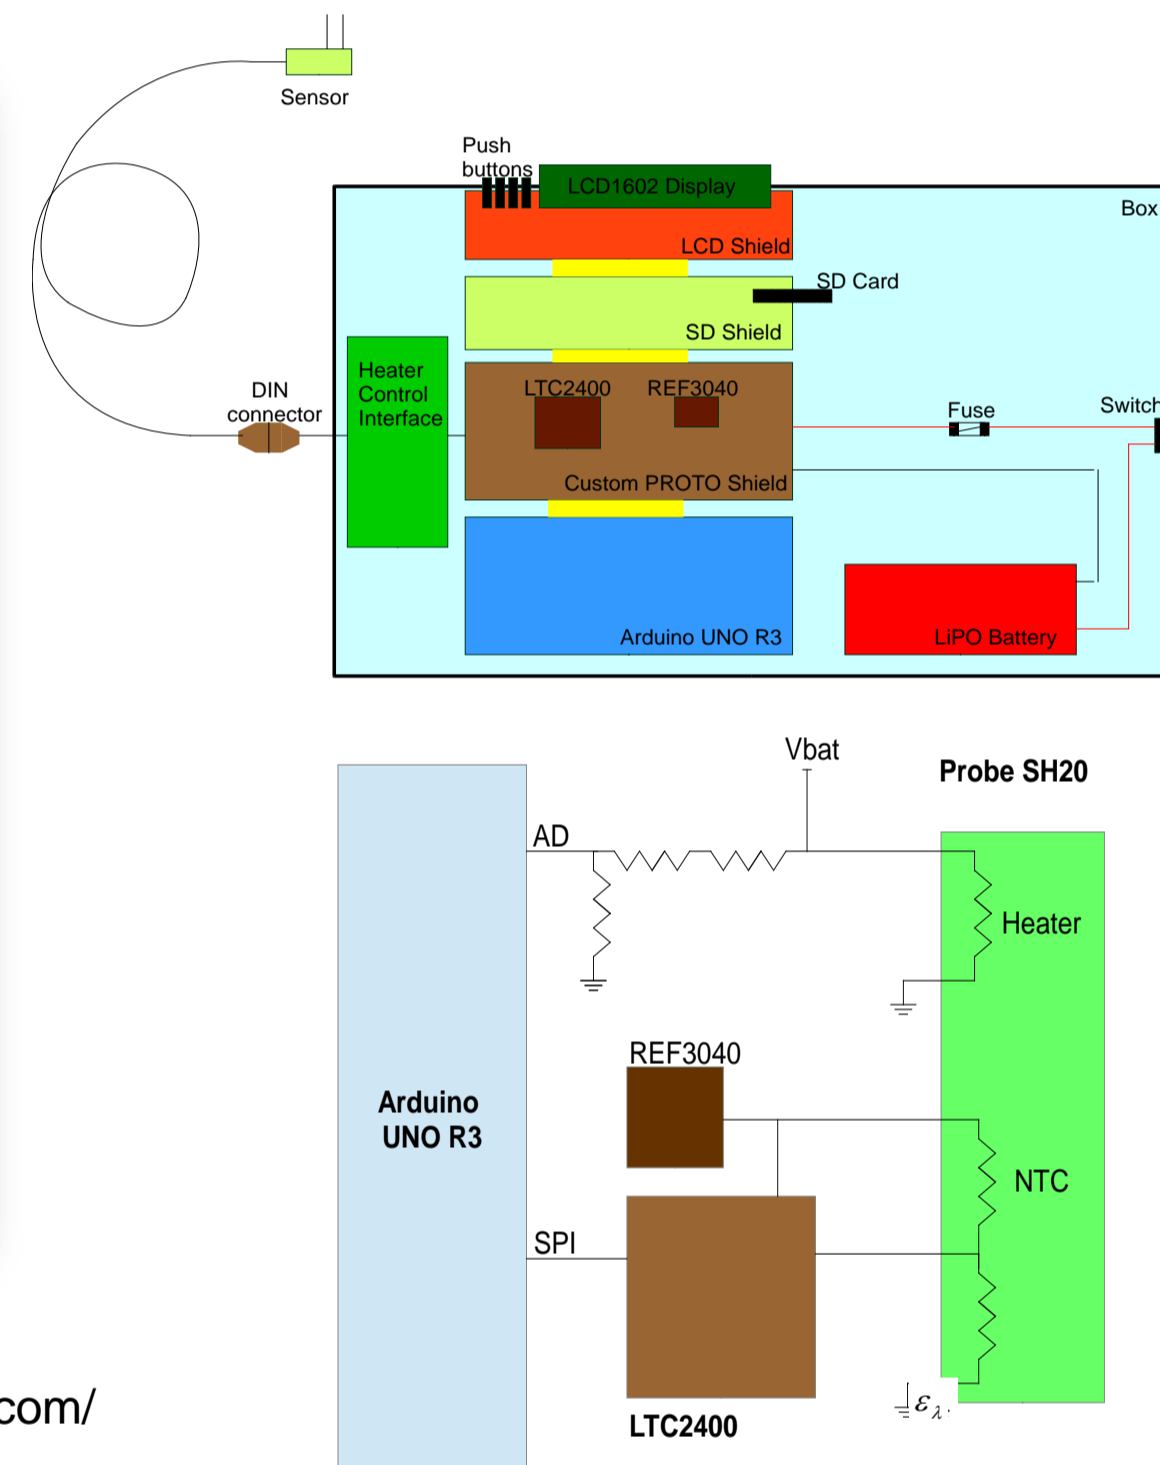 Sensor
Push
buttons
LCD1602 Display
Box
LCD Shield
SD Card
SD Shield
Heater
Control
Interface
DIN
connector
LTC2400
REF3040
Fuse
Switch
Custom PROTO Shield
Arduino UNO R3
LiPO Battery
Vbat
Probe SH20
AD
Heater
REF3040
Arduino
UNO R3
NTC
SPI
ελ.
com/
LTC2400